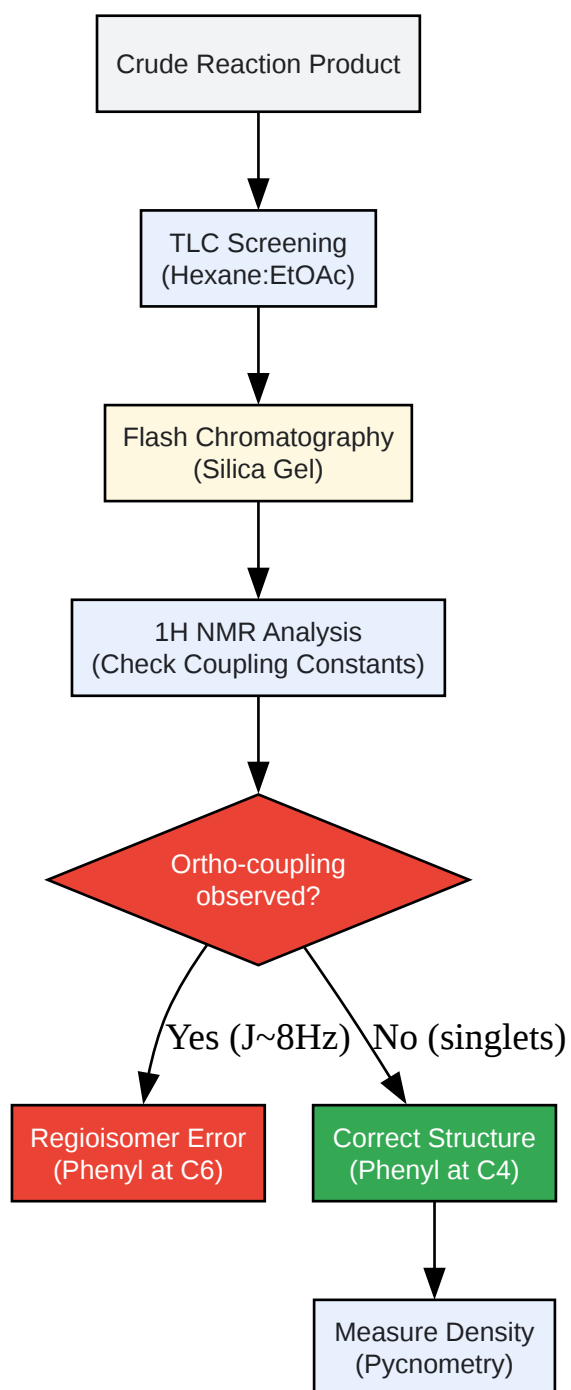 Crude Reaction Product
TLC Screening
(Hexane:EtOAc)
Flash Chromatography
(Silica Gel)
1H NMR Analysis
(Check Coupling Constants)
Ortho-coupling
observed?
Yes (J~8Hz)
No (singlets)
Regioisomer Error
(Phenyl at C6)
Correct Structure
(Phenyl at C4)
Measure Density
(Pycnometry)